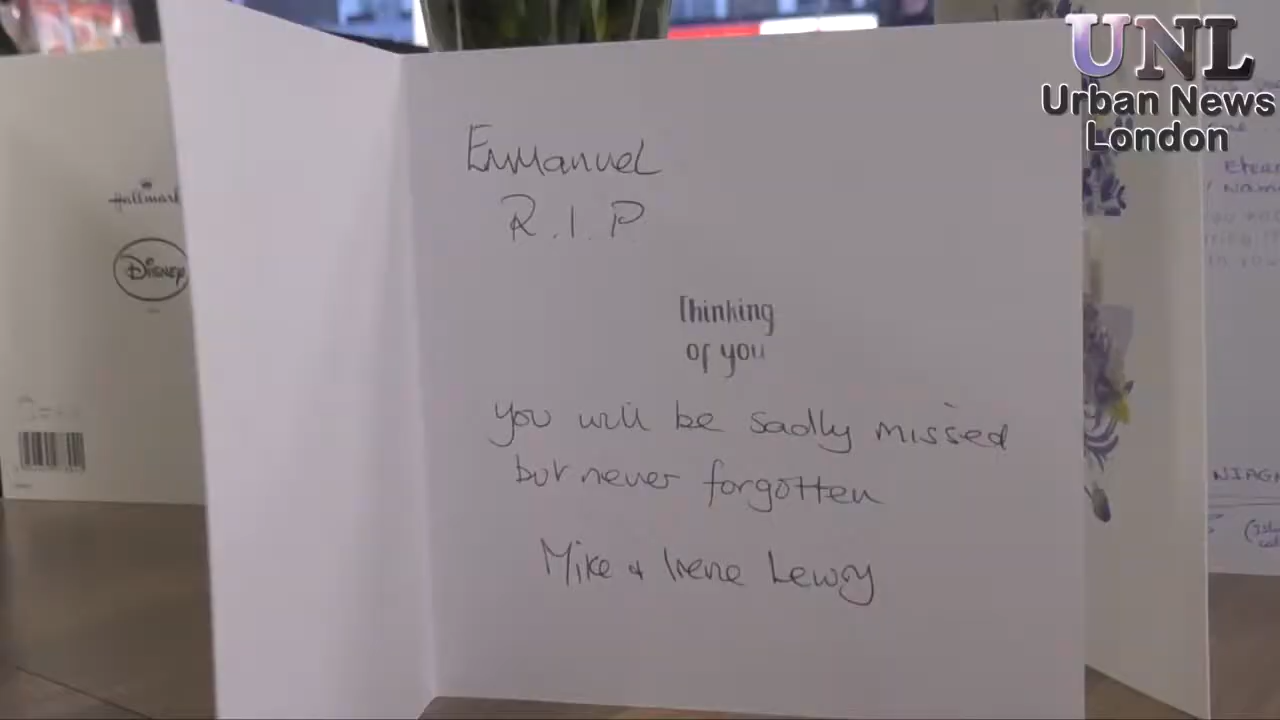 UNL
Urban News
London
Hallmark
Disney
Emmanuel
R.I.P
Thinking
of you
you will be sadly missed
but never forgotten
Mike + Irene Lewry